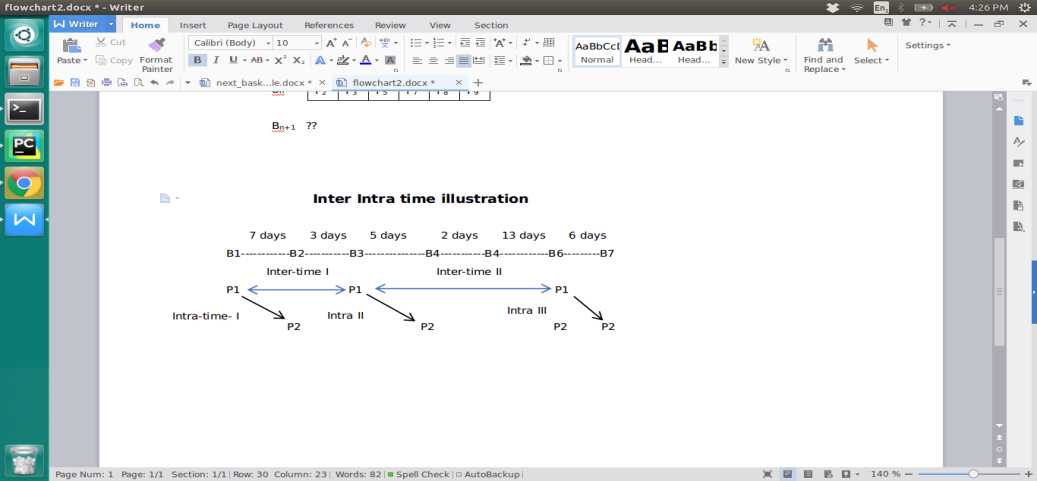 flowchart2.docx * - Writer
En
4:26 PM
Writer Home Insert Page Layout References Review View Section
Paste Cut Copy Format Painter
Calibri (Body) 10
AaBbCcI AaB AaBb
Normal Head... Head...
New Style
Find and Replace
Select
Settings
next_bask...le.docx * flowchart2.docx *
Bn+1 ??
Inter Intra time illustration
7 days 3 days 5 days 2 days 13 days 6 days
B1------------B2-----------B3---------------B4-----------B4------------B6---------B7
Inter-time I Inter-time II
P1 P1 P1
Intra-time- I Intra II Intra III
P2 P2 P2 P2
Page Num: 1 Page: 1/1 Section: 1/1 Row: 30 Column: 23 Words: 82 Spell Check AutoBackup 140 %